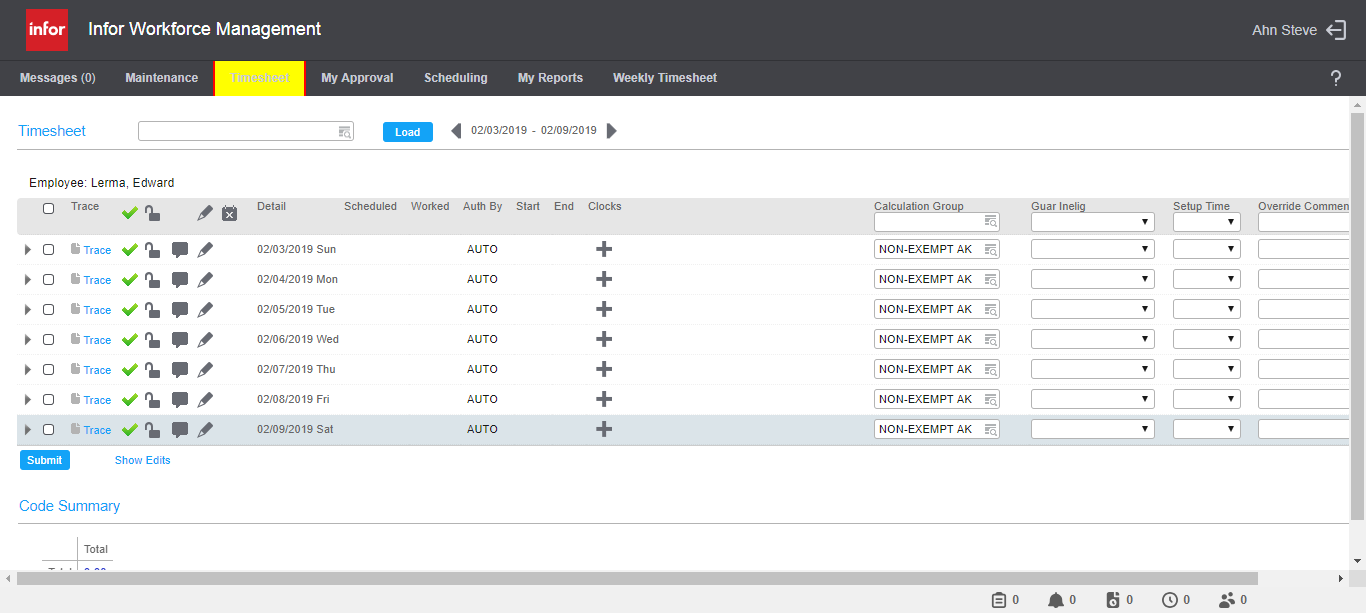 infor Infor Workforce Management Ahn Steve
Messages (0) Maintenance Timesheet My Approval Scheduling My Reports Weekly Timesheet ?
Timesheet Load 02/03/2019 - 02/09/2019
Employee: Lerma, Edward
Trace Detail Scheduled Worked Auth By Start End Clocks Calculation Group Guar Inelig Setup Time Override Commen
Trace 02/03/2019 Sun AUTO NON-EXEMPT AK
Trace 02/04/2019 Mon AUTO NON-EXEMPT AK
Trace 02/05/2019 Tue AUTO NON-EXEMPT AK
Trace 02/06/2019 Wed AUTO NON-EXEMPT AK
Trace 02/07/2019 Thu AUTO NON-EXEMPT AK
Trace 02/08/2019 Fri AUTO NON-EXEMPT AK
Trace 02/09/2019 Sat AUTO NON-EXEMPT AK
Submit Show Edits
Code Summary
Total
0 0 0 0 0